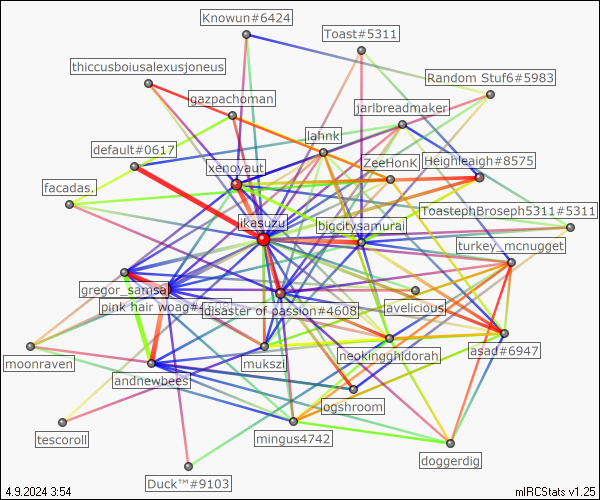 Knowun#6424
Toast#5311
thiccusboiusalexusjoneus
Random Stuf6#5983
gazpachoman
jarlbreadmaker
lahnk
default#0617
xenoyaut
ZeeHonK
Heighleaigh#8575
facadas.
ToastephBroseph5311#5311
ikasuzu
bigcitysamurai
turkey_mcnugget
gregor_samsa
pink hair woag#4
disaster of passion#4608
avelicious
moonraven
mukszi
neokingghidorah
asad#6947
andnewbees
ogshroom
tescoroll
mingus4742
doggerdig
Duck™#9103
4.9.2024 3:54
mIRCStats v1.25